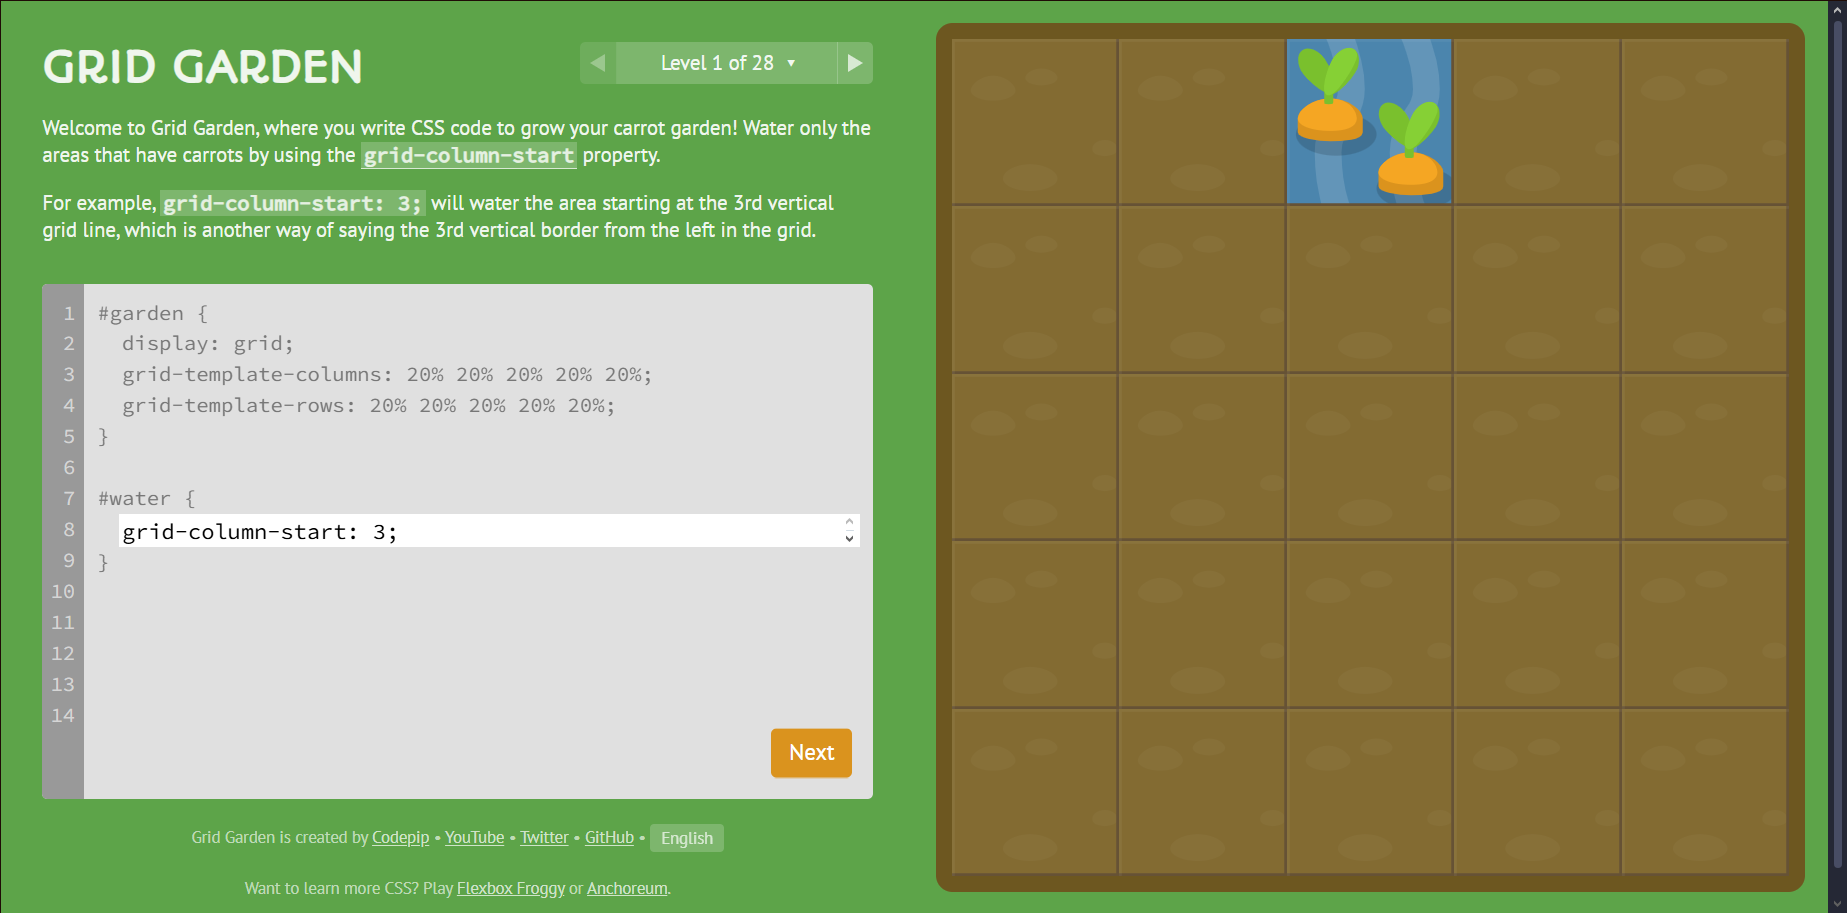 GRID GARDEN
◀ Level 1 of 28 ▼ ▶
Welcome to Grid Garden, where you write CSS code to grow your carrot garden! Water only the
areas that have carrots by using the grid-column-start property.
For example, grid-column-start: 3; will water the area starting at the 3rd vertical
grid line, which is another way of saying the 3rd vertical border from the left in the grid.
1 #garden {
2 display: grid;
3 grid-template-columns: 20% 20% 20% 20% 20%;
4 grid-template-rows: 20% 20% 20% 20% 20%;
5 }
6
7 #water {
8 grid-column-start: 3;
9 }
10
11
12
13
14
Next
Grid Garden is created by Codepip • YouTube • Twitter • GitHub • English
Want to learn more CSS? Play Flexbox Froggy or Anchoreum.